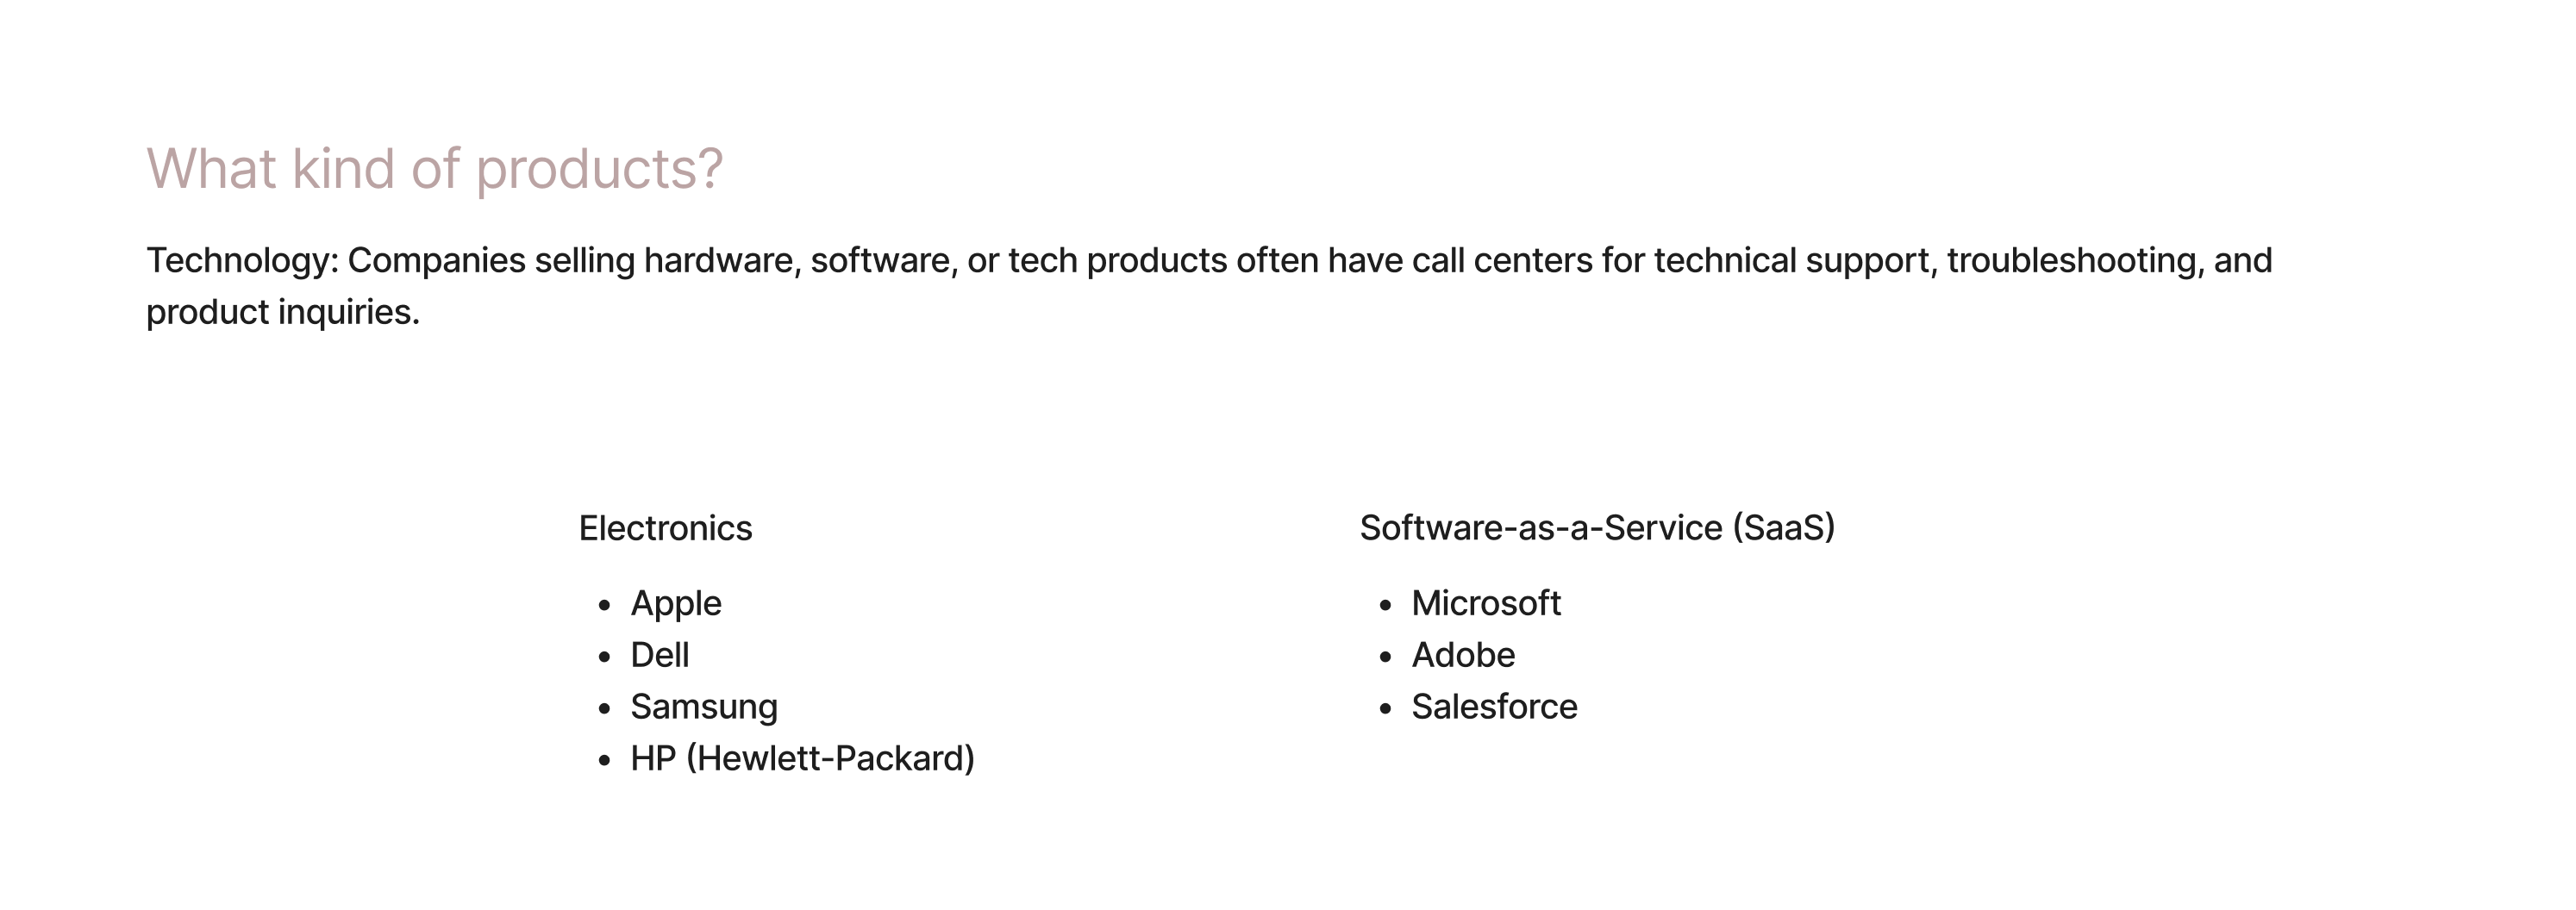 What kind of products?
Technology: Companies selling hardware, software, or tech products often have call centers for technical support, troubleshooting, and
product inquiries.
Electronics
• Apple
• Dell
• Samsung
• HP (Hewlett-Packard)
Software-as-a-Service (SaaS)
• Microsoft
• Adobe
• Salesforce